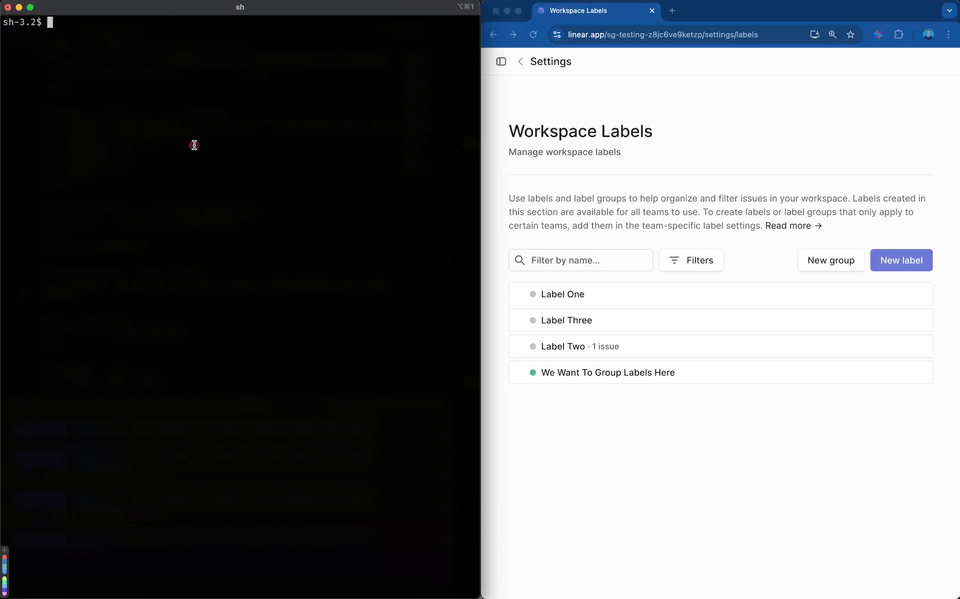 sh
⌥⌘1
sh-3.2$
Workspace Labels
linear.app/sg-testing-z8jc6ve9ketzp/settings/labels
Settings
Workspace Labels
Manage workspace labels
Use labels and label groups to help organize and filter issues in your workspace. Labels created in
this section are available for all teams to use. To create labels or label groups that only apply to
certain teams, add them in the team-specific label settings. Read more →
Filter by name...
Filters
New group
New label
Label One
Label Three
Label Two · 1 issue
We Want To Group Labels Here